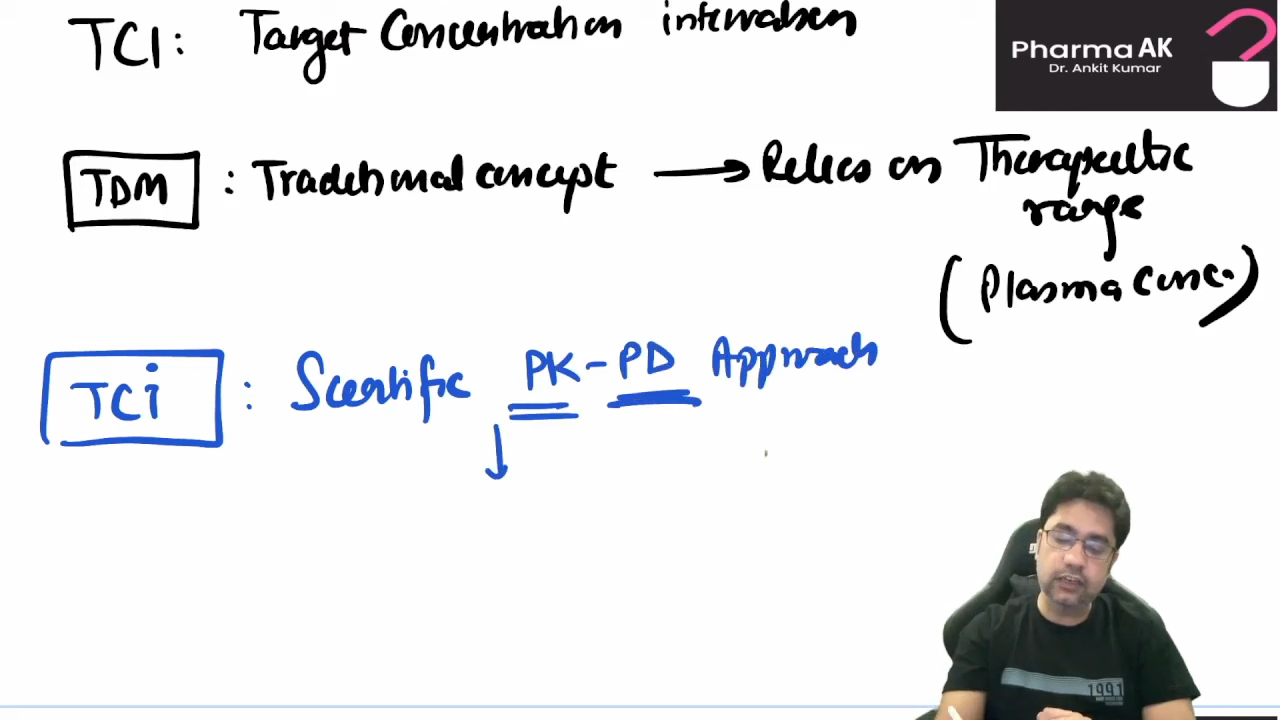 TCI: Target Concentration intervention
Pharma AK
Dr. Ankit Kumar
TDM : Traditional concept → Relies on Therapeutic
range
(Plasma conc.)
TCi : Scientific PK-PD Approach
↓
1991